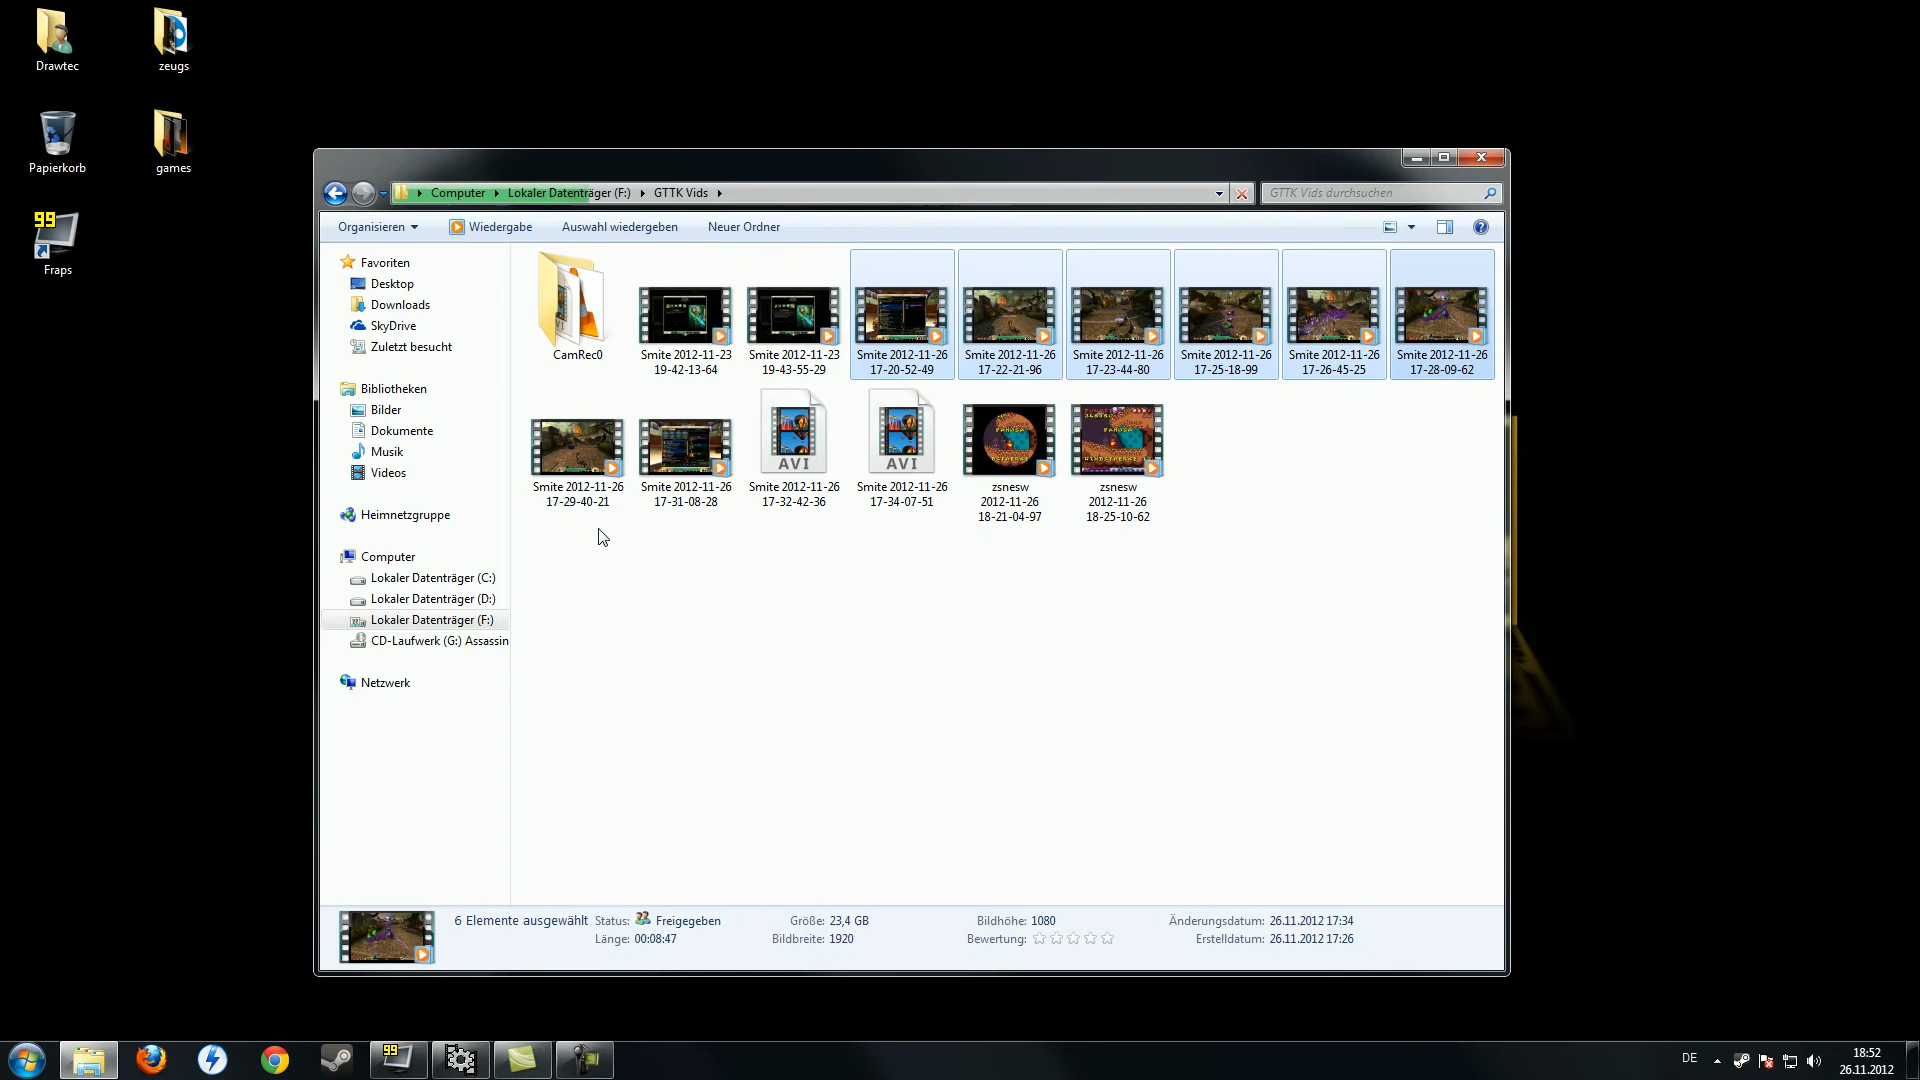 Drawtec
zeugs
Papierkorb
games
99
Fraps
Computer
Lokaler Datenträger (F:)
GTTK Vids
GTTK Vids durchsuchen
Organisieren
Wiedergabe
Auswahl wiedergeben
Neuer Ordner
Favoriten
Desktop
Downloads
SkyDrive
Zuletzt besucht
Bibliotheken
Bilder
Dokumente
Musik
Videos
Heimnetzgruppe
Computer
Lokaler Datenträger (C:)
Lokaler Datenträger (D:)
Lokaler Datenträger (F:)
CD-Laufwerk (G:) Assassin
Netzwerk
CamRec0
Smite 2012-11-23
19-42-13-64
Smite 2012-11-23
19-43-55-29
Smite 2012-11-26
17-20-52-49
Smite 2012-11-26
17-22-21-96
Smite 2012-11-26
17-23-44-80
Smite 2012-11-26
17-25-18-99
Smite 2012-11-26
17-26-45-25
Smite 2012-11-26
17-28-09-62
Smite 2012-11-26
17-29-40-21
Smite 2012-11-26
17-31-08-28
AVI
Smite 2012-11-26
17-32-42-36
AVI
Smite 2012-11-26
17-34-07-51
zsnesw
2012-11-26
18-21-04-97
zsnesw
2012-11-26
18-25-10-62
6 Elemente ausgewählt
Status: Freigegeben
Größe: 23,4 GB
Bildhöhe: 1080
Änderungsdatum: 26.11.2012 17:34
Länge: 00:08:47
Bildbreite: 1920
Bewertung:
Erstelldatum: 26.11.2012 17:26
99
DE
18:52
26.11.2012